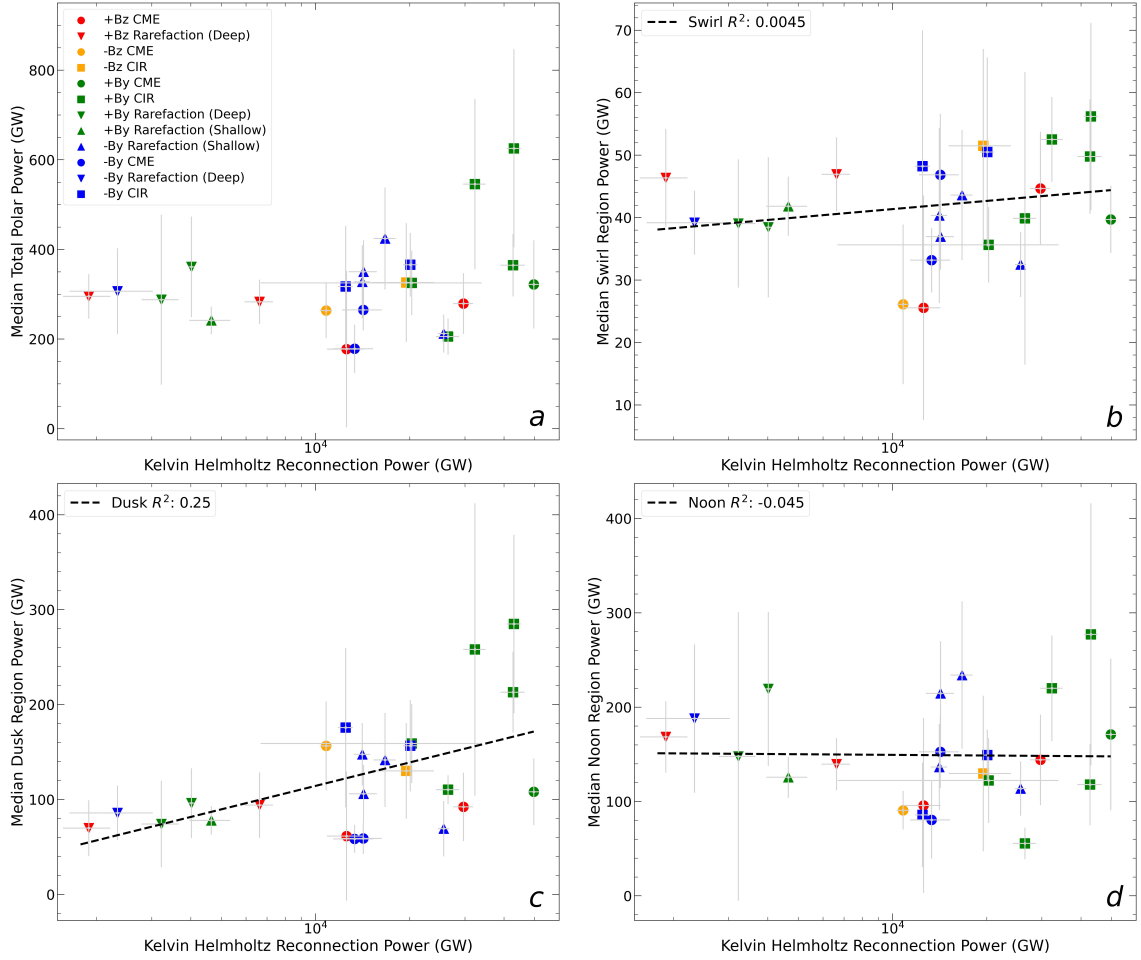 Median Total Polar Power (GW)
800
600
400
200
0
+Bz CME
+Bz Rarefaction (Deep)
-Bz CME
-Bz CIR
+By CME
+By CIR
+By Rarefaction (Deep)
+By Rarefaction (Shallow)
-By Rarefaction (Shallow)
-By CME
-By Rarefaction (Deep)
-By CIR
a
10⁴
Kelvin Helmholtz Reconnection Power (GW)
Median Swirl Region Power (GW)
70
60
50
40
30
20
10
Swirl R²: 0.0045
b
10⁴
Kelvin Helmholtz Reconnection Power (GW)
Median Dusk Region Power (GW)
400
300
200
100
0
Dusk R²: 0.25
c
10⁴
Kelvin Helmholtz Reconnection Power (GW)
Median Noon Region Power (GW)
400
300
200
100
0
Noon R²: -0.045
d
10⁴
Kelvin Helmholtz Reconnection Power (GW)